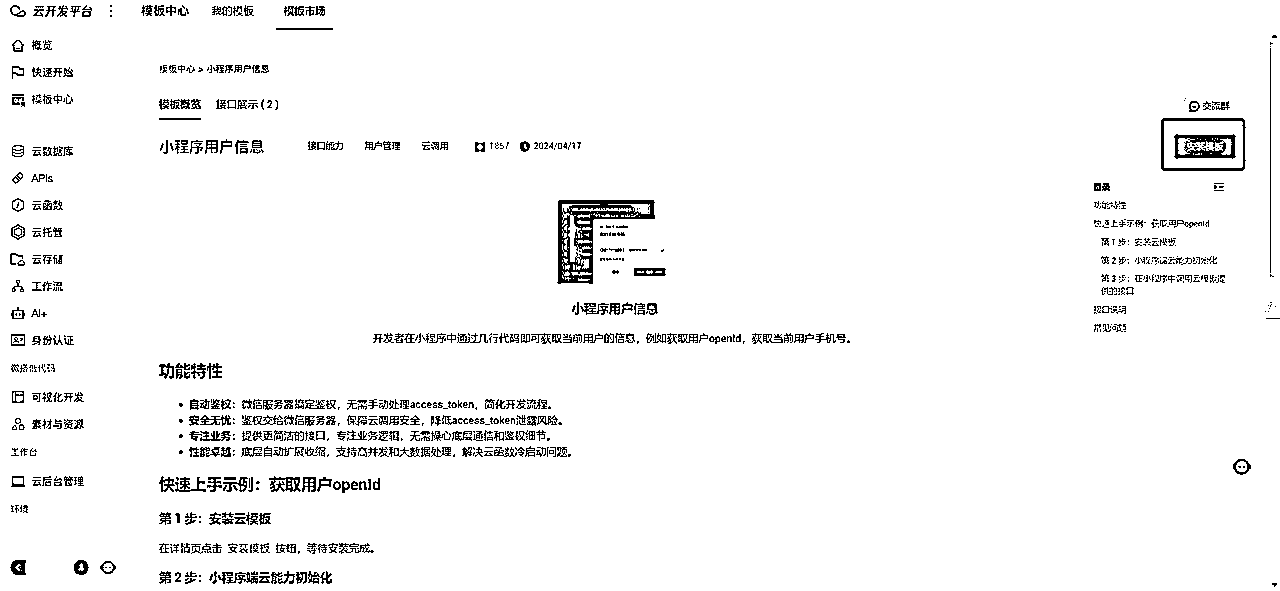 云开发平台
模板中心 我的模板 模板市场
概览
快速开始
模板中心
云数据库
APIs
云函数
云托管
云存储
工作流
AI+
身份认证
微搭低代码
可视化开发
素材与资源
工作台
云后台管理
环境
模板中心 > 小程序用户信息
模板概览 接口展示 ( 2 )
小程序用户信息 接口能力 用户管理 云调用 1857 2024/04/17
小程序用户信息
开发者在小程序中通过几行代码即可获取当前用户的信息，例如获取用户openId，获取当前用户手机号。
功能特性
• 自动鉴权：微信服务器搞定鉴权，无需手动处理access_token，简化开发流程。
• 安全无忧：鉴权交给微信服务器，保障云调用安全，降低access_token泄露风险。
• 专注业务：提供更简洁的接口，专注业务逻辑，无需操心底层通信和鉴权细节。
• 性能卓越：底层自动扩展收缩，支持高并发和大数据处理，解决云函数冷启动问题。
快速上手示例：获取用户openId
第 1 步：安装云模板
在详情页点击 安装模板 按钮，等待安装完成。
第 2 步：小程序端云能力初始化
交流群
安装模板
目录
功能特性
快速上手示例：获取用户openId
第 1 步：安装云模板
第 2 步：小程序端云能力初始化
第 3 步：在小程序中调用云模板提
供的接口
接口说明
常见问题